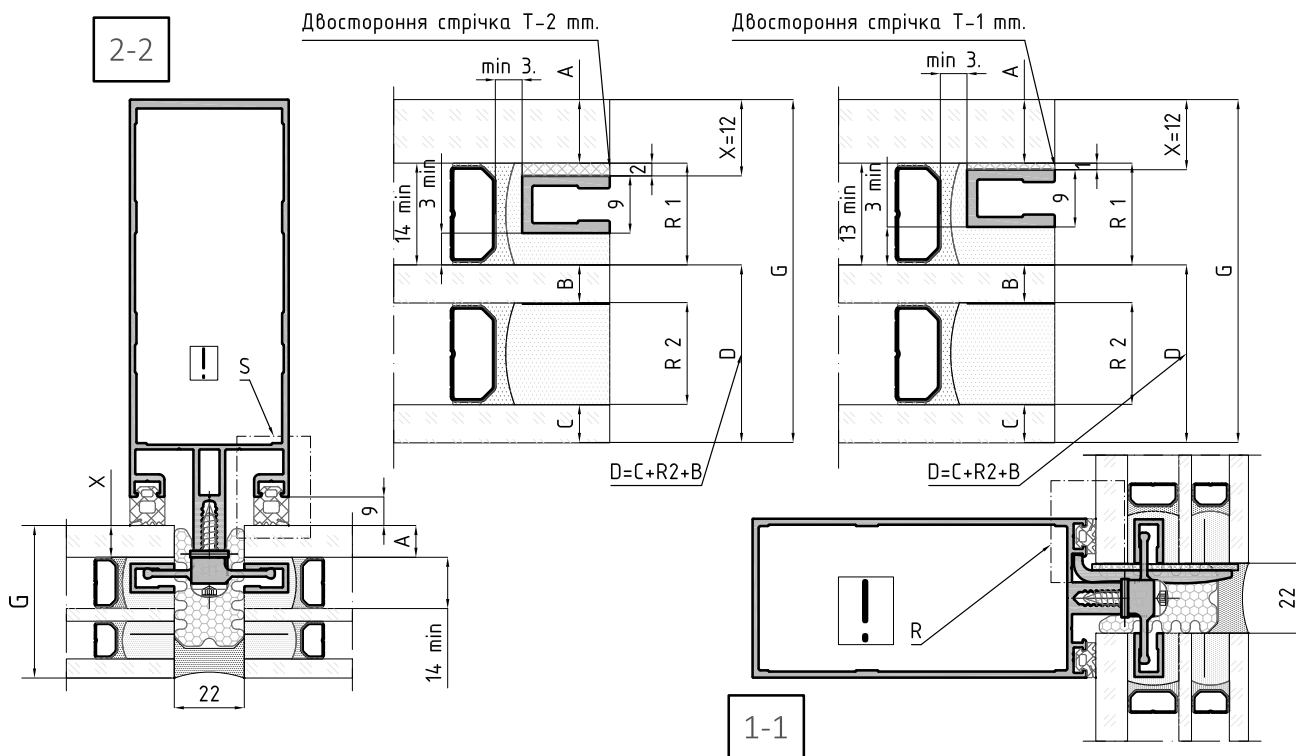 2-2
Двостороння стрічка Т-2 mm.
Двостороння стрічка Т-1 mm.
min 3.
A
X=12
2
14 min
3 min
9
R 1
G
B
R 2
D
C
D=C+R2+B
min 3.
A
X=12
1
13 min
3 min
9
R 1
G
B
R 2
D
C
D=C+R2+B
!
S
X
9
A
G
14 min
22
!
R
22
1-1